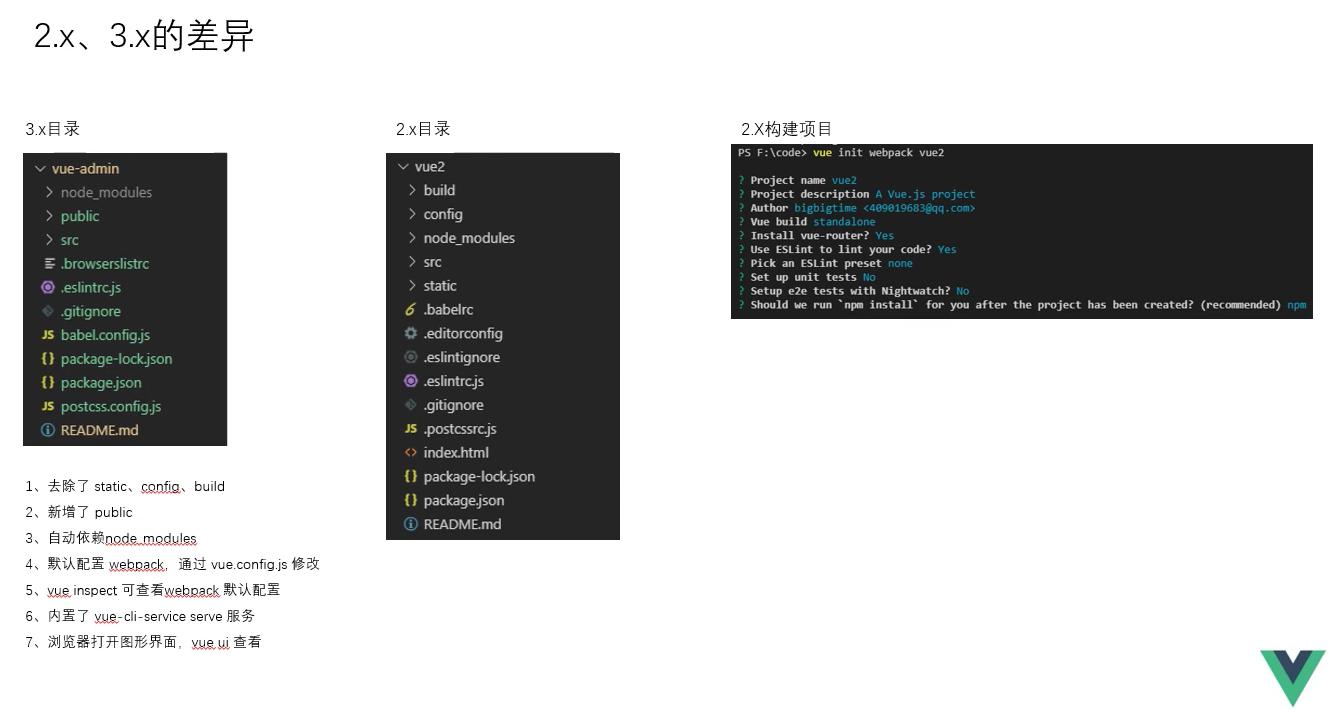 2.x、3.x的差异
3.x目录
vue-admin
node_modules
public
src
.browserslistrc
.eslintrc.js
.gitignore
babel.config.js
package-lock.json
package.json
postcss.config.js
README.md
1、去除了 static、config、build
2、新增了 public
3、自动依赖node_modules
4、默认配置 webpack，通过 vue.config.js 修改
5、vue inspect 可查看webpack 默认配置
6、内置了 vue-cli-service serve 服务
7、浏览器打开图形界面，vue ui 查看
2.x目录
vue2
build
config
node_modules
src
static
.babelrc
.editorconfig
.eslintignore
.eslintrc.js
.gitignore
.postcssrc.js
index.html
package-lock.json
package.json
README.md
2.X构建项目
PS F:\code> vue init webpack vue2
? Project name vue2
? Project description A Vue.js project
? Author bigbigtime <409019683@qq.com>
? Vue build standalone
? Install vue-router? Yes
? Use ESLint to lint your code? Yes
? Pick an ESLint preset none
? Set up unit tests No
? Setup e2e tests with Nightwatch? No
? Should we run `npm install` for you after the project has been created? (recommended) npm